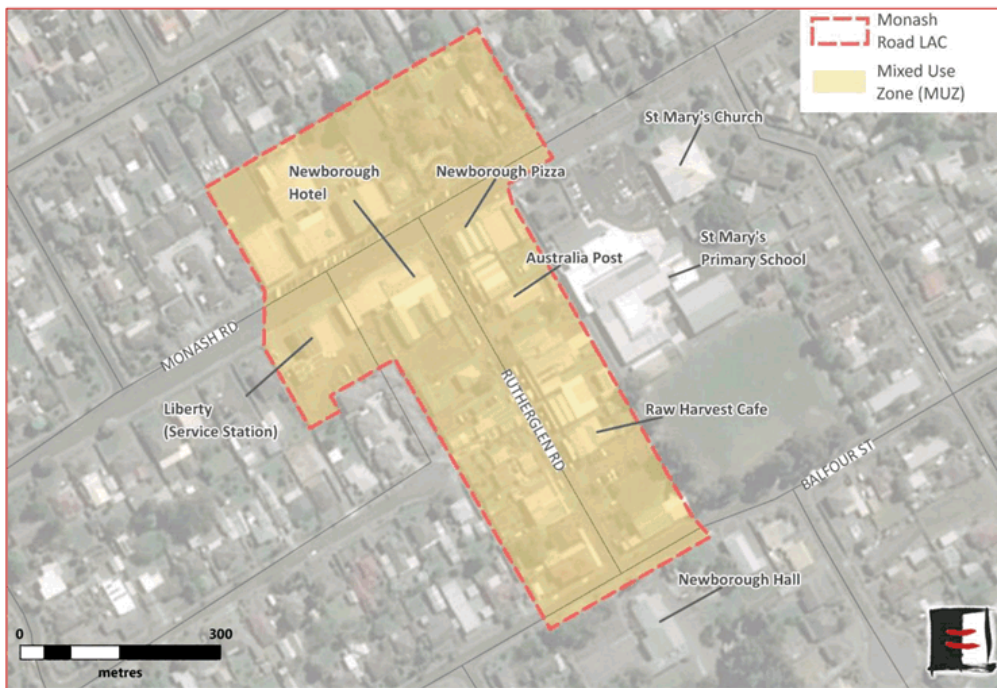 Monash
Road LAC
Mixed Use
Zone (MUZ)
St Mary's Church
Newborough
Hotel
Newborough Pizza
St Mary's
Primary School
Australia Post
MONASH RD
RUTHERGLEN RD
Liberty
(Service Station)
Raw Harvest Cafe
BALFOUR ST
Newborough Hall
0
300
metres